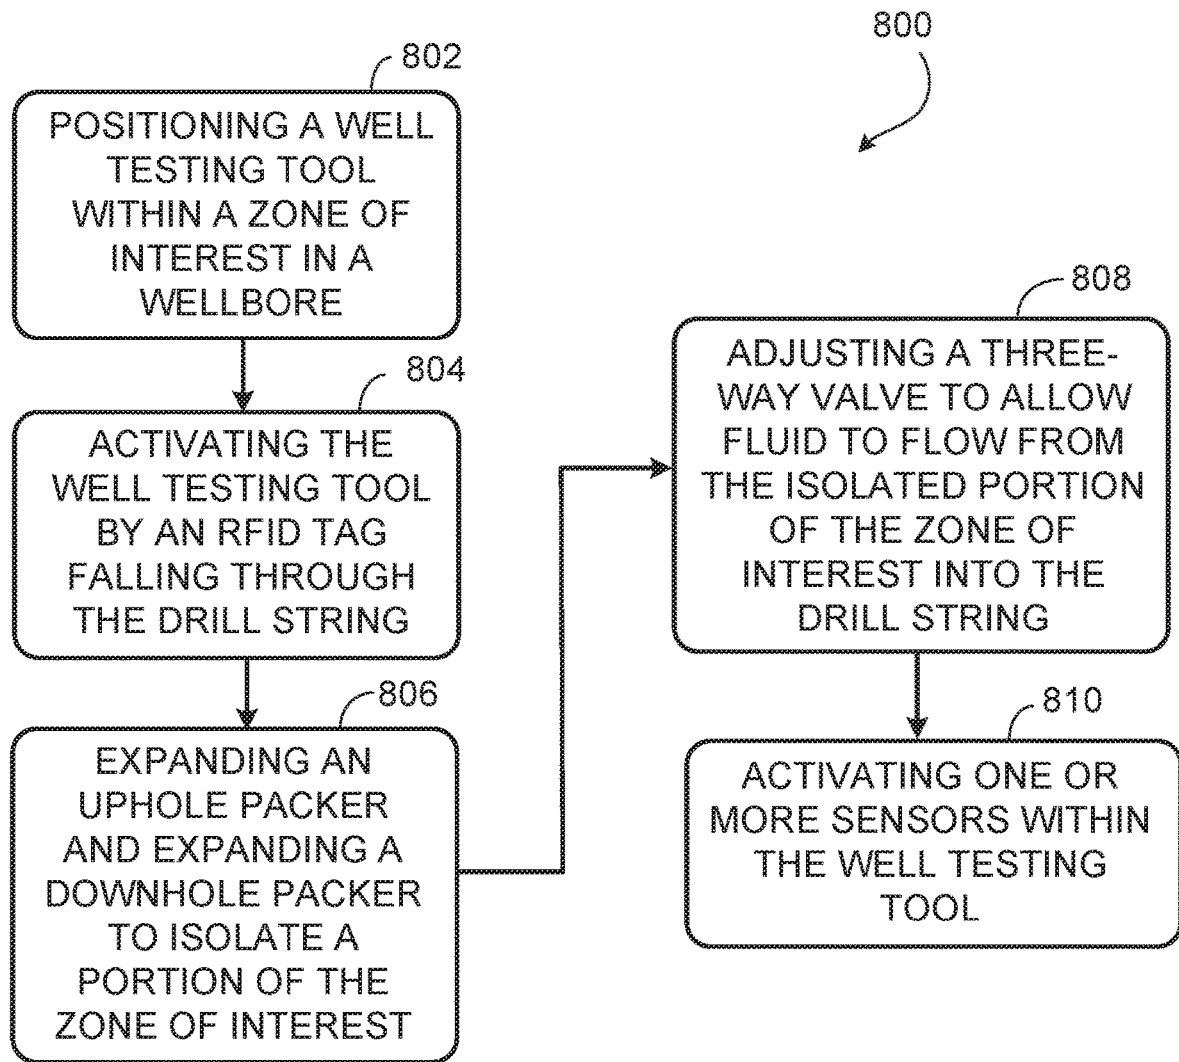 800
802
POSITIONING A WELL
TESTING TOOL
WITHIN A ZONE OF
INTEREST IN A
WELLBORE
804
ACTIVATING THE
WELL TESTING TOOL
BY AN RFID TAG
FALLING THROUGH
THE DRILL STRING
806
EXPANDING AN
UPHOLE PACKER
AND EXPANDING A
DOWNHOLE PACKER
TO ISOLATE A
PORTION OF THE
ZONE OF INTEREST
808
ADJUSTING A THREE-
WAY VALVE TO ALLOW
FLUID TO FLOW FROM
THE ISOLATED PORTION
OF THE ZONE OF
INTEREST INTO THE
DRILL STRING
810
ACTIVATING ONE OR
MORE SENSORS WITHIN
THE WELL TESTING
TOOL